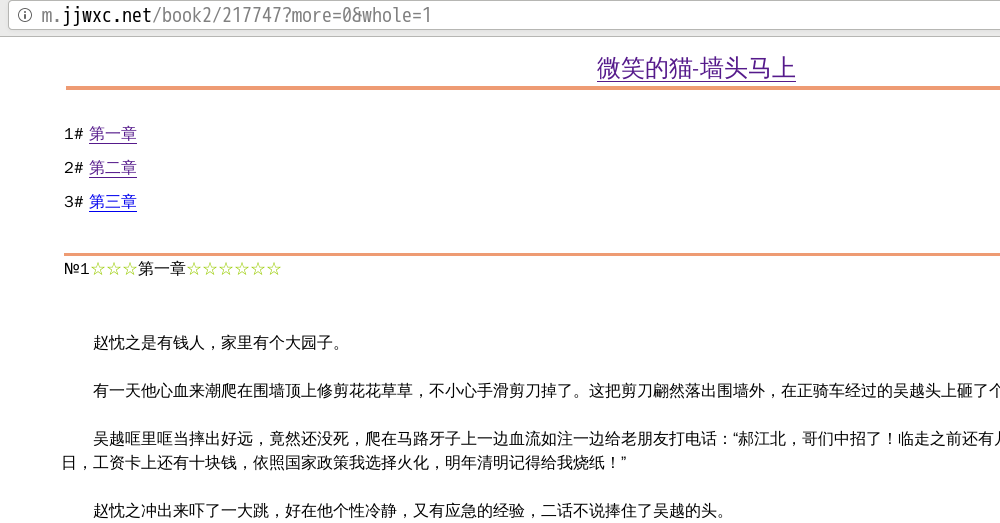 m.jjwxc.net/book2/217747?more=0&whole=1
微笑的猫-墙头马上
1# 第一章
2# 第二章
3# 第三章
№1☆☆☆第一章☆☆☆☆☆☆
赵忱之是有钱人，家里有个大园子。
有一天他心血来潮爬在围墙顶上修剪花花草草，不小心手滑剪刀掉了。这把剪刀翩然落出围墙外，在正骑车经过的吴越头上砸了个
吴越哐里哐当摔出好远，竟然还没死，爬在马路牙子上一边血流如注一边给老朋友打电话：“郝江北，哥们中招了！临走之前还有
日，工资卡上还有十块钱，依照国家政策我选择火化，明年清明记得给我烧纸！”
赵忱之冲出来吓了一大跳，好在他个性冷静，又有应急的经验，二话不说捧住了吴越的头。